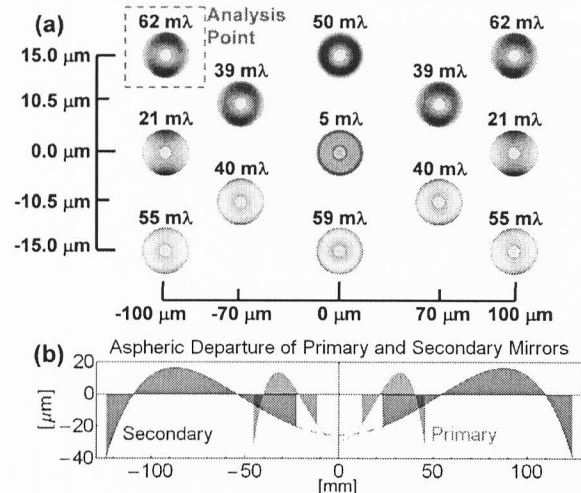 (a)
62 mλ
Analysis
Point
50 mλ
62 mλ
15.0 μm
39 mλ
39 mλ
10.5 μm
21 mλ
5 mλ
21 mλ
0.0 μm
40 mλ
40 mλ
-10.5 μm
55 mλ
59 mλ
55 mλ
-15.0 μm
-100 μm
-70 μm
0 μm
70 μm
100 μm
(b)
Aspheric Departure of Primary and Secondary Mirrors
20
0
-20
-40
[μm]
Secondary
Primary
−100
−50
0
50
100
[mm]